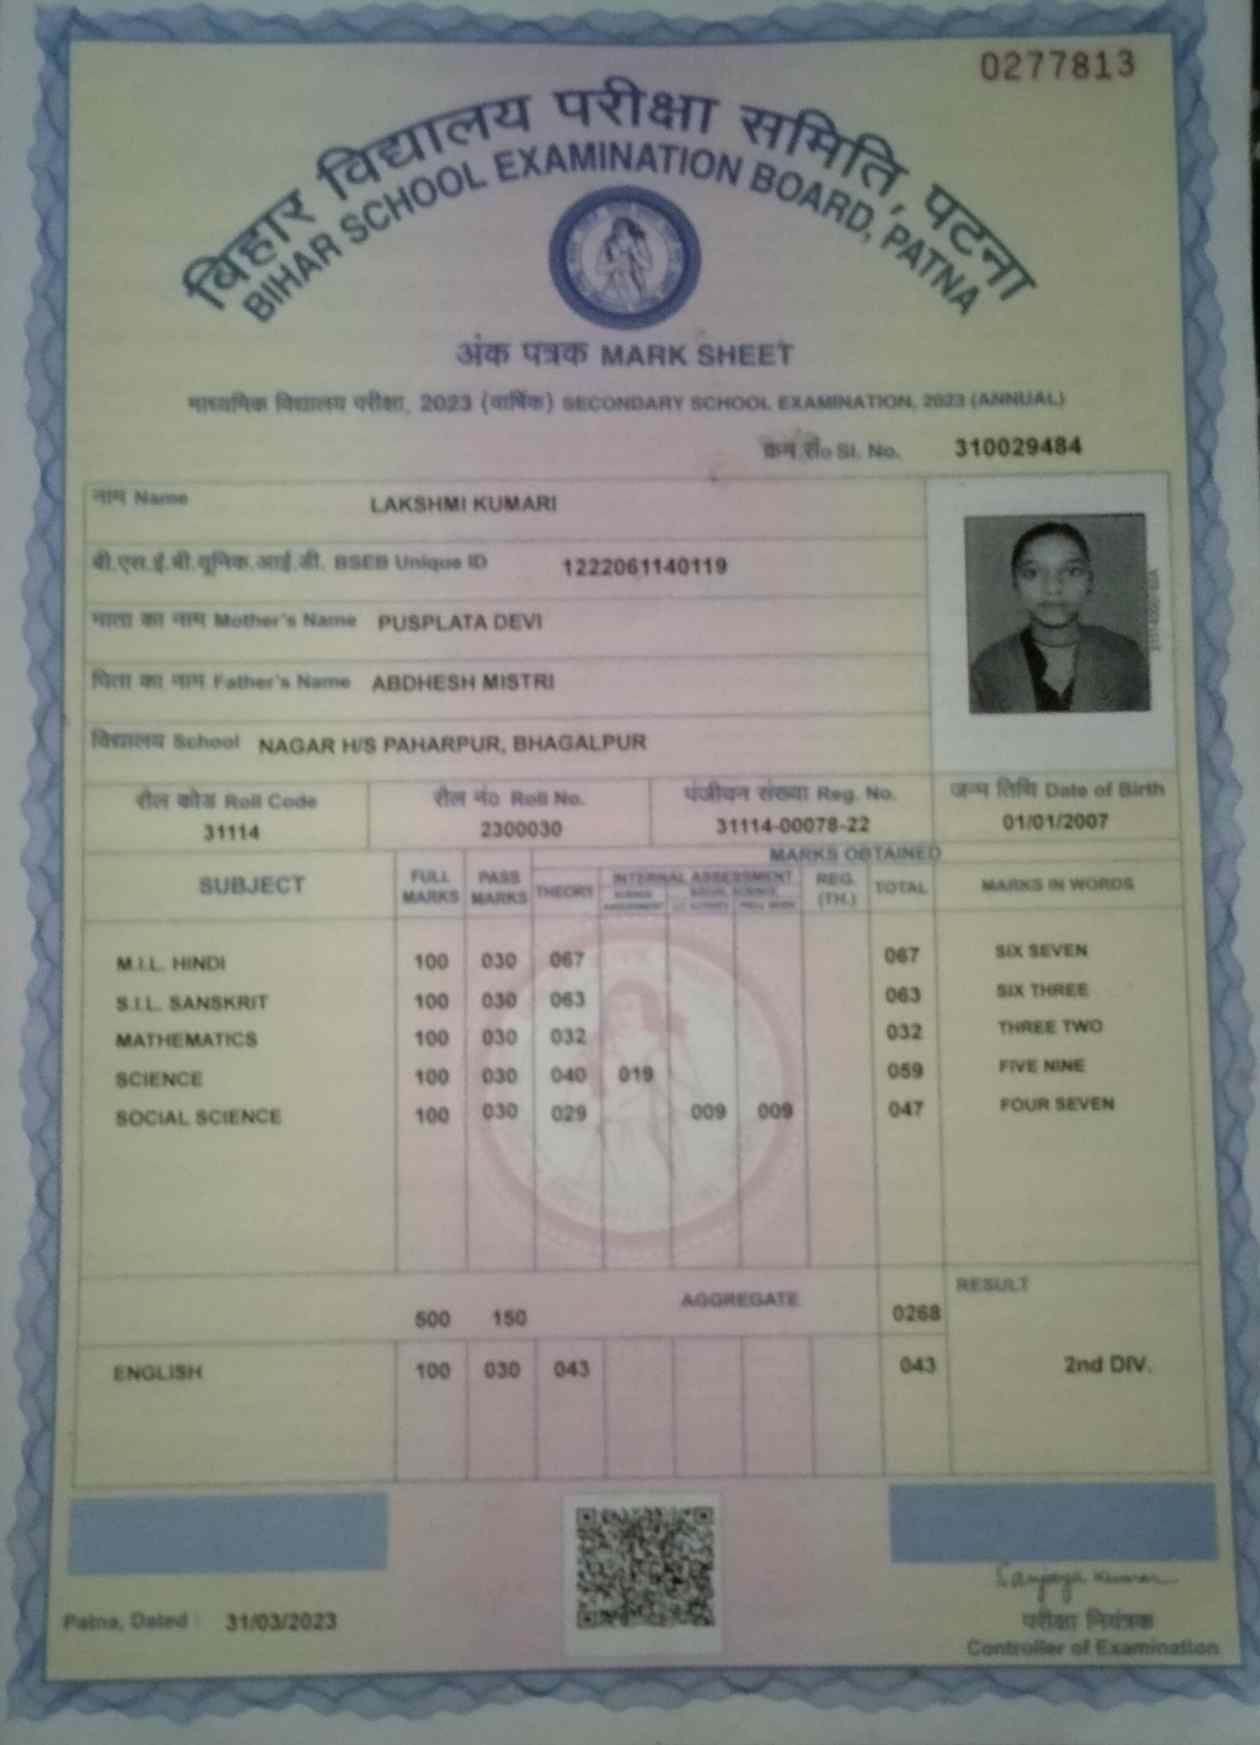 0277813
बिहार विद्यालय परीक्षा समिति, पटना
BIHAR SCHOOL EXAMINATION BOARD, PATNA
अंक पत्रक MARK SHEET
माध्यमिक विद्यालय परीक्षा, 2023 (वार्षिक) SECONDARY SCHOOL EXAMINATION, 2023 (ANNUAL)
क्रम सं० Sl. No. 310029484
नाम Name LAKSHMI KUMARI
बी.एस.ई.बी.यूनिक.आई.डी. BSEB Unique ID 1222061140119
माता का नाम Mother's Name PUSPLATA DEVI
पिता का नाम Father's Name ABDHESH MISTRI
विद्यालय School NAGAR H/S PAHARPUR, BHAGALPUR
रौल कोड Roll Code रौल नं० Roll No. पंजीयन संख्या Reg. No. जन्म तिथि Date of Birth
31114 2300030 31114-00078-22 01/01/2007
MARKS OBTAINED
SUBJECT FULL MARKS PASS MARKS THEORY INTERNAL ASSESSMENT REG. (TH.) TOTAL MARKS IN WORDS
SOCIAL SCIENCE
M.I.L. HINDI 100 030 067 067 SIX SEVEN
S.I.L. SANSKRIT 100 030 063 063 SIX THREE
MATHEMATICS 100 030 032 032 THREE TWO
SCIENCE 100 030 040 019 059 FIVE NINE
SOCIAL SCIENCE 100 030 029 009 009 047 FOUR SEVEN
AGGREGATE RESULT
500 150 0268
ENGLISH 100 030 043 043 2nd DIV.
Sanjaya Kumar
Patna, Dated : 31/03/2023
परीक्षा नियंत्रक
Controller of Examination